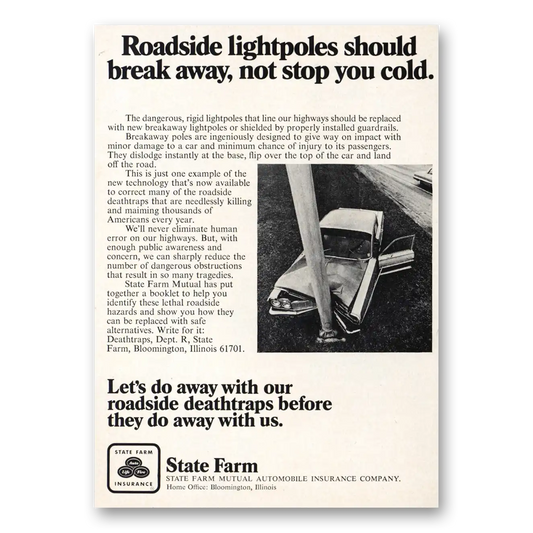 Roadside lightpoles should
break away, not stop you cold.
The dangerous, rigid lightpoles that line our highways should be replaced
with new breakaway lightpoles or shielded by properly installed guardrails.
Breakaway poles are ingeniously designed to give way on impact with
minor damage to a car and minimum chance of injury to its passengers.
They dislodge instantly at the base, flip over the top of the car and land
off the road.
This is just one example of the
new technology that's now available
to correct many of the roadside
deathtraps that are needlessly killing
and maiming thousands of
Americans every year.
We'll never eliminate human
error on our highways. But, with
enough public awareness and
concern, we can sharply reduce the
number of dangerous obstructions
that result in so many tragedies.
State Farm Mutual has put
together a booklet to help you
identify these lethal roadside
hazards and show you how they
can be replaced with safe
alternatives. Write for it:
Deathtraps, Dept. R, State
Farm, Bloomington, Illinois 61701.
Let's do away with our
roadside deathtraps before
they do away with us.
STATE FARM
Auto
Life Fire
INSURANCE
State Farm
STATE FARM MUTUAL AUTOMOBILE INSURANCE COMPANY.
Home Office: Bloomington, Illinois